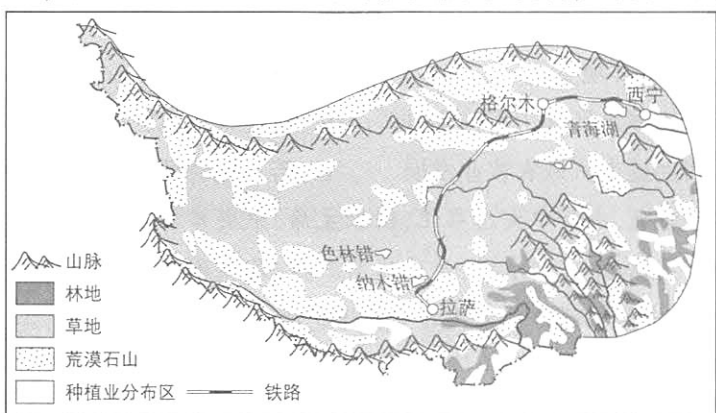 西宁
格尔木
青海湖
色林错
纳木错
拉萨
山脉
林地
草地
荒漠石山
种植业分布区
铁路